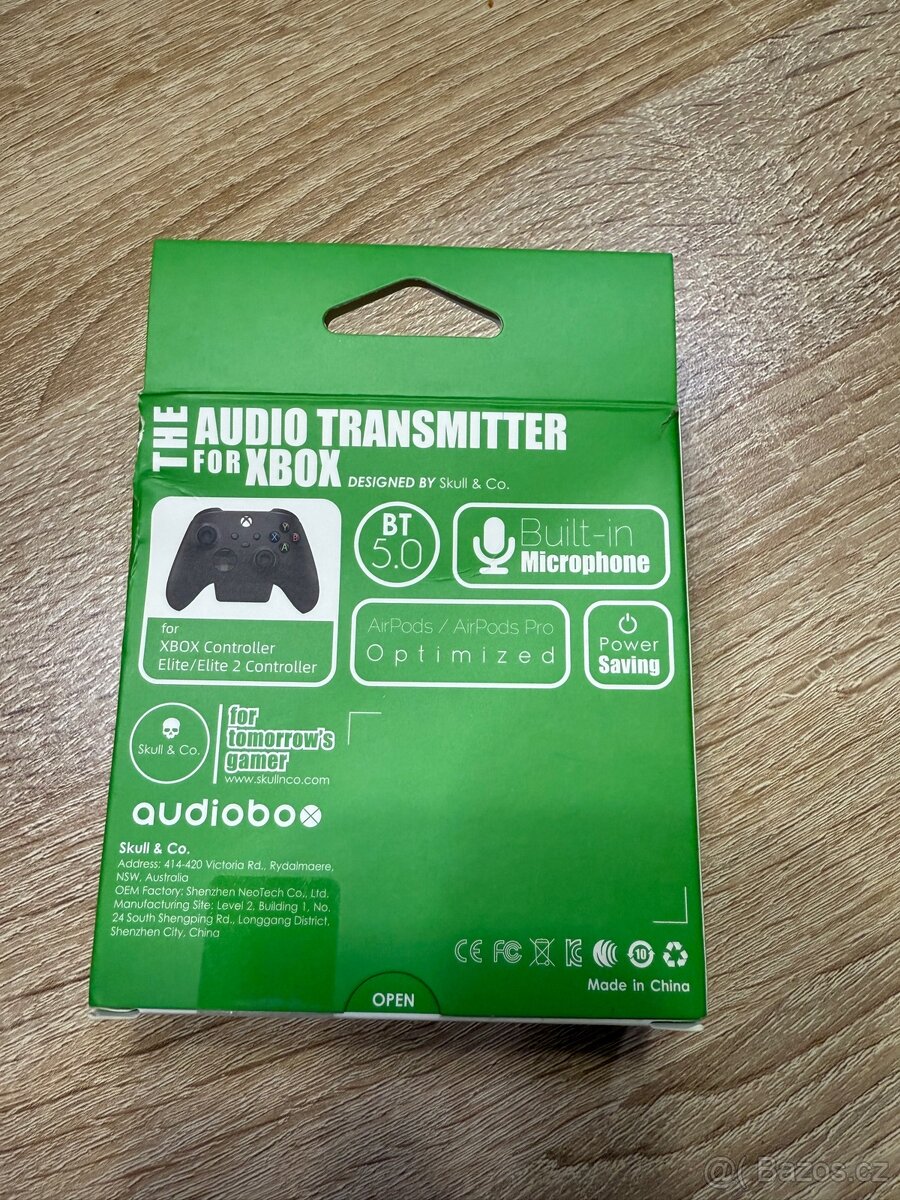 THE AUDIO TRANSMITTER
FOR XBOX DESIGNED BY Skull & Co.
BT
5.0
Built-in
Microphone
for
XBOX Controller
Elite/Elite 2 Controller
AirPods / AirPods Pro
Optimized
Power
Saving
Skull & Co.
for
tomorrow's
gamer
www.skullnco.com
audiobox
Skull & Co.
Address: 414-420 Victoria Rd., Rydalmaere,
NSW, Australia
OEM Factory: Shenzhen NeoTech Co., Ltd.
Manufacturing Site: Level 2, Building 1, No.
24 South Shengping Rd., Longgang District,
Shenzhen City, China
CE FC 10
Made in China
OPEN
@( Bazos.cz